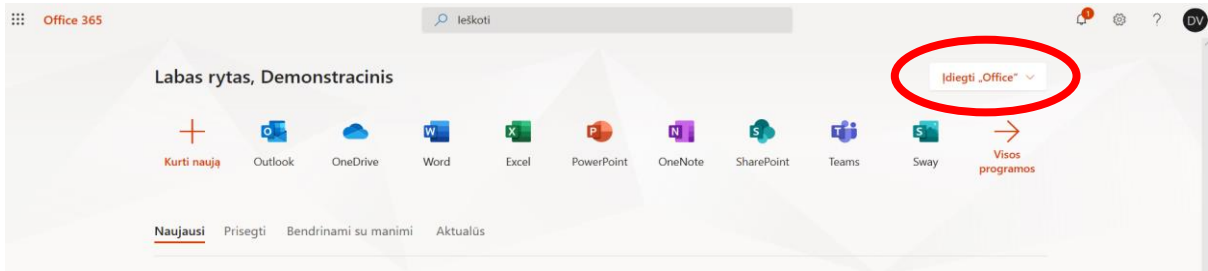 Office 365
Ieškoti
1
?
DV
Labas rytas, Demonstracinis
Įdiegti „Office“
Kurti naują
Outlook
OneDrive
Word
Excel
PowerPoint
OneNote
SharePoint
Teams
Sway
Visos
programos
Naujausi Prisegti Bendrinami su manimi Aktualūs